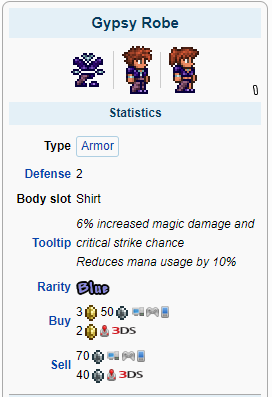 Gypsy Robe
Statistics
Type Armor
Defense 2
Body slot Shirt
Tooltip 6% increased magic damage and
critical strike chance
Reduces mana usage by 10%
Rarity Blue
Buy 3 50
2 3DS
Sell 70
40 3DS